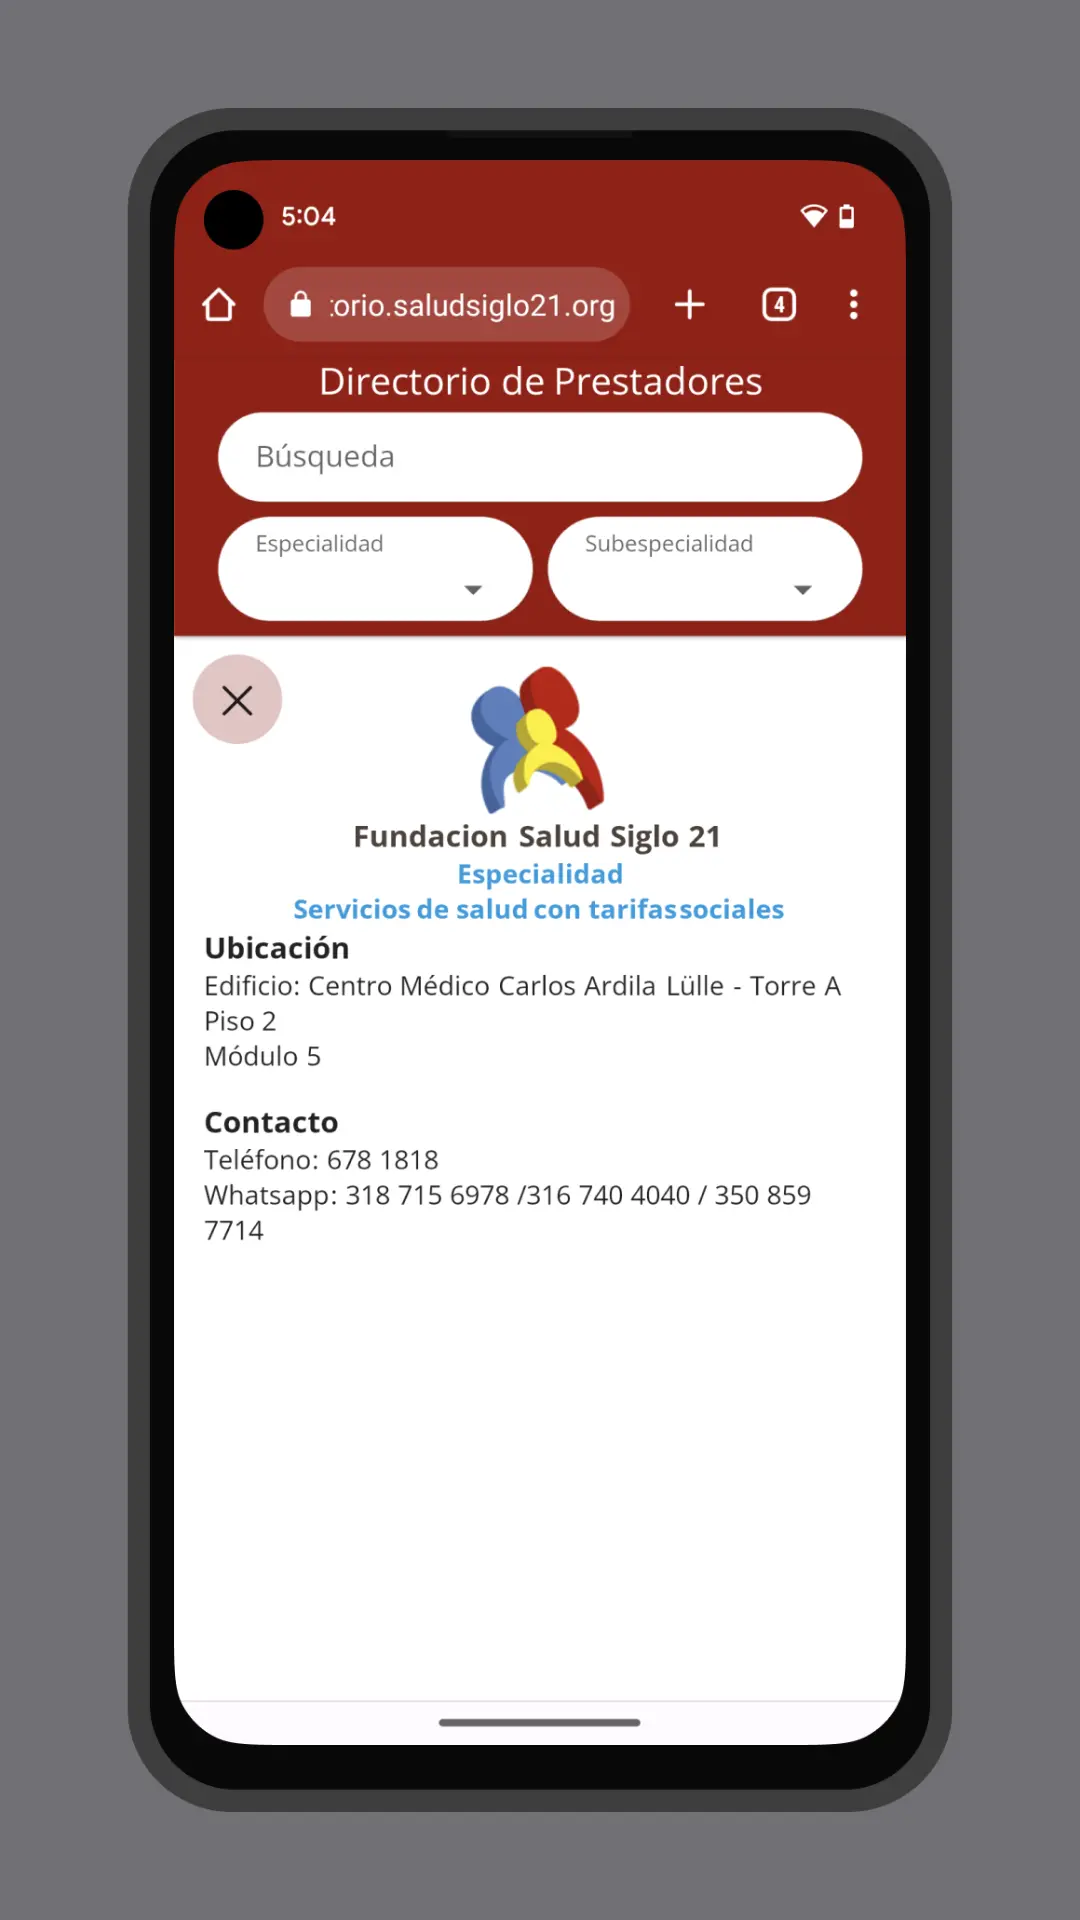 5:04
:orio.saludsiglo21.org
4
Directorio de Prestadores
Búsqueda
Especialidad
Subespecialidad
Fundacion Salud Siglo 21
Especialidad
Servicios de salud con tarifas sociales
Ubicación
Edificio: Centro Médico Carlos Ardila Lülle - Torre A
Piso 2
Módulo 5
Contacto
Teléfono: 678 1818
Whatsapp: 318 715 6978 /316 740 4040 / 350 859
7714